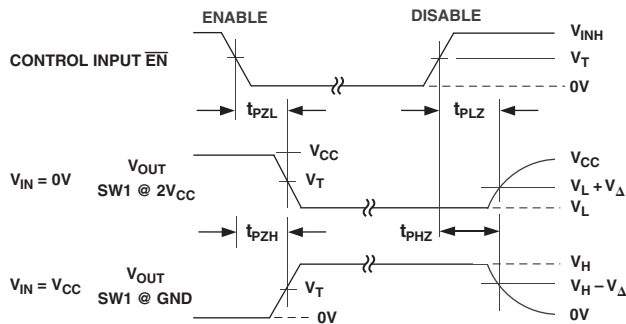 ENABLE DISABLE
V_INH
CONTROL INPUT E̅N̅ V_T
0V
t_PZL t_PLZ
V_CC V_CC
V_IN = 0V V_OUT V_T V_L + V_Δ
SW1 @ 2V_CC V_L
t_PZH t_PHZ
V_H
V_IN = V_CC V_OUT V_T V_H – V_Δ
SW1 @ GND 0V 0V